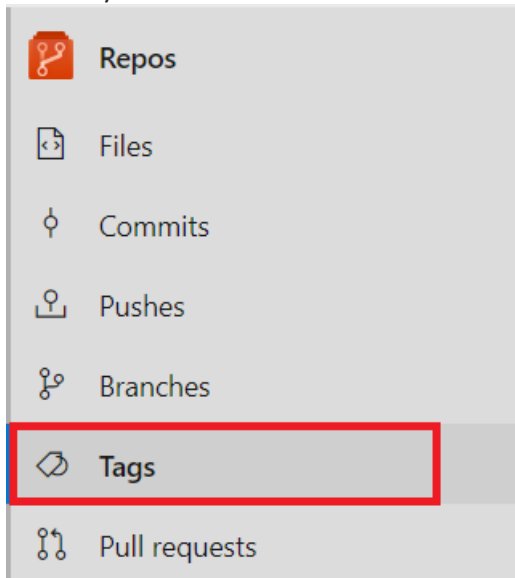 Repos
Files
Commits
Pushes
Branches
Tags
Pull requests